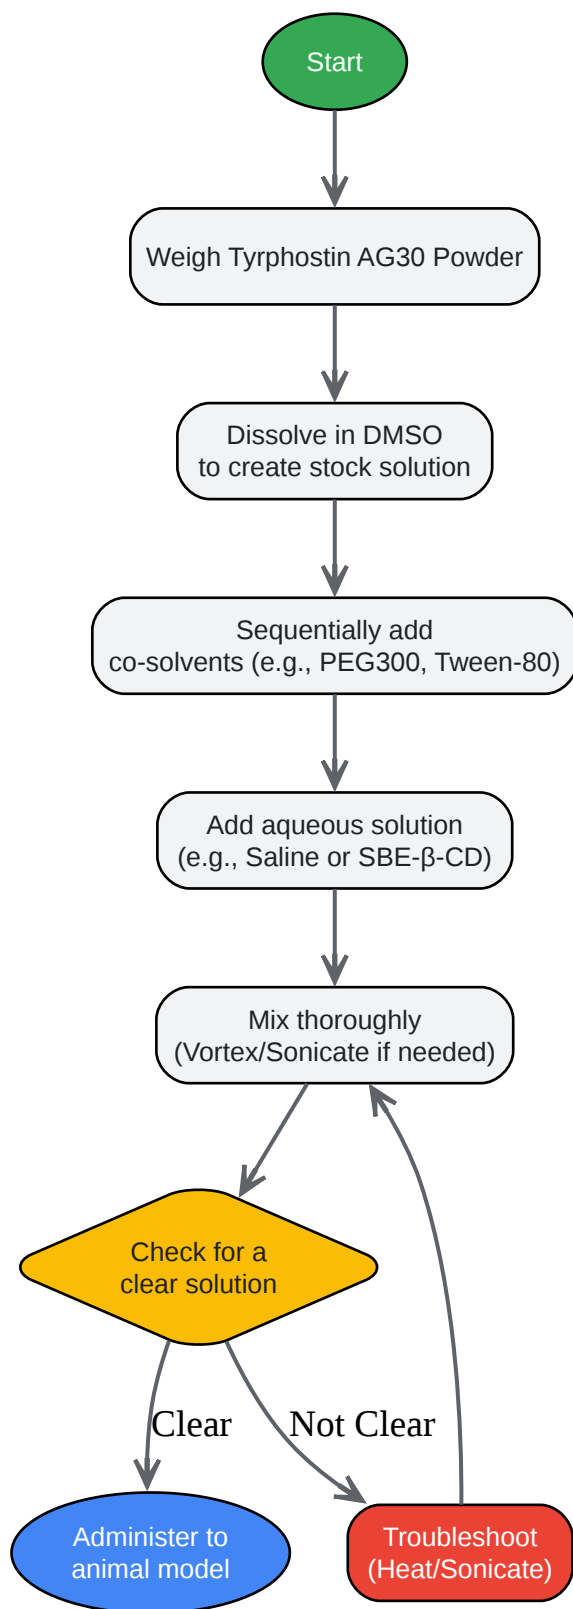 Start
Weigh Tyrphostin AG30 Powder
Dissolve in DMSO
to create stock solution
Sequentially add
co-solvents (e.g., PEG300, Tween-80)
Add aqueous solution
(e.g., Saline or SBE-β-CD)
Mix thoroughly
(Vortex/Sonicate if needed)
Check for a
clear solution
Clear
Not Clear
Administer to
animal model
Troubleshoot
(Heat/Sonicate)